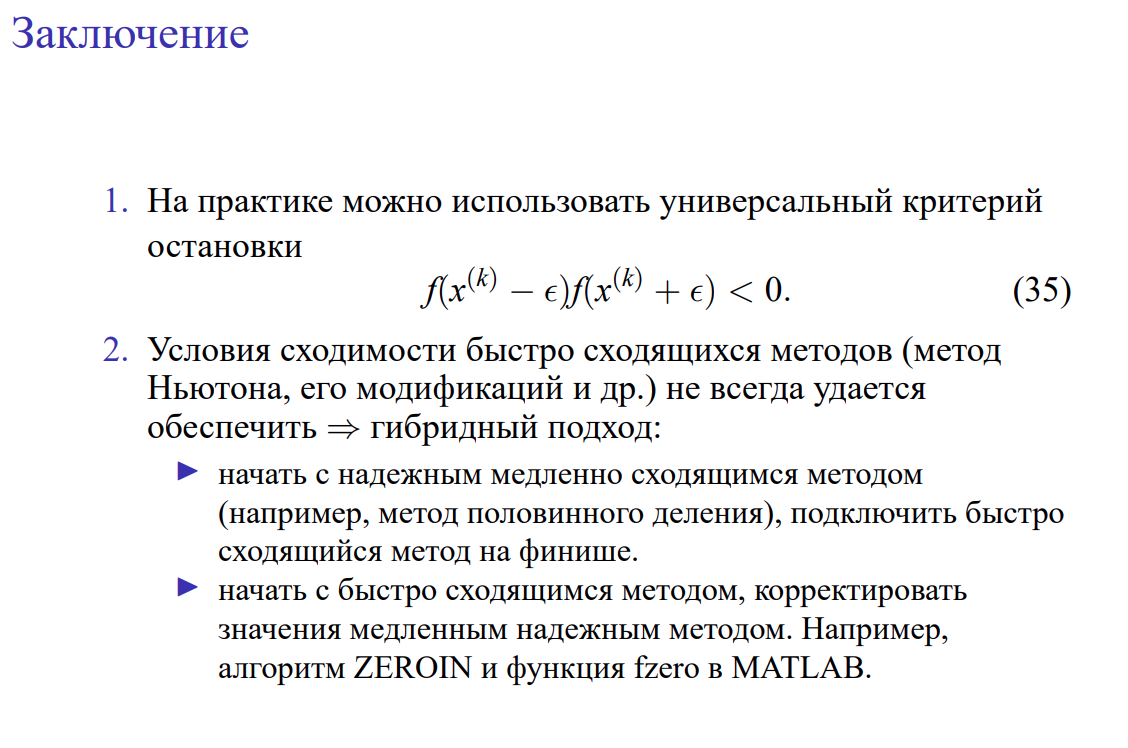 Заключение
1. На практике можно использовать универсальный критерий
остановки
f(x^(k) − ϵ)f(x^(k) + ϵ) < 0. (35)
2. Условия сходимости быстро сходящихся методов (метод
Ньютона, его модификаций и др.) не всегда удается
обеспечить ⇒ гибридный подход:
▶ начать с надежным медленно сходящимся методом
(например, метод половинного деления), подключить быстро
сходящийся метод на финише.
▶ начать с быстро сходящимся методом, корректировать
значения медленным надежным методом. Например,
алгоритм ZEROIN и функция fzero в MATLAB.